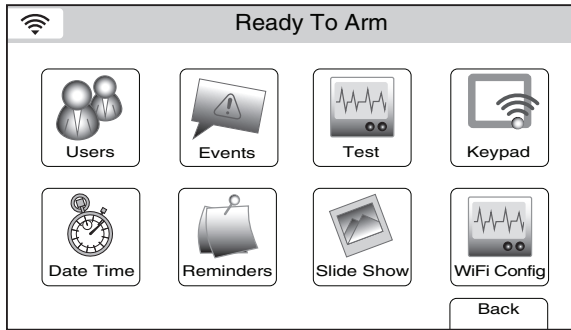 Ready To Arm
Users
Events
Test
Keypad
Date Time
Reminders
Slide Show
WiFi Config
Back